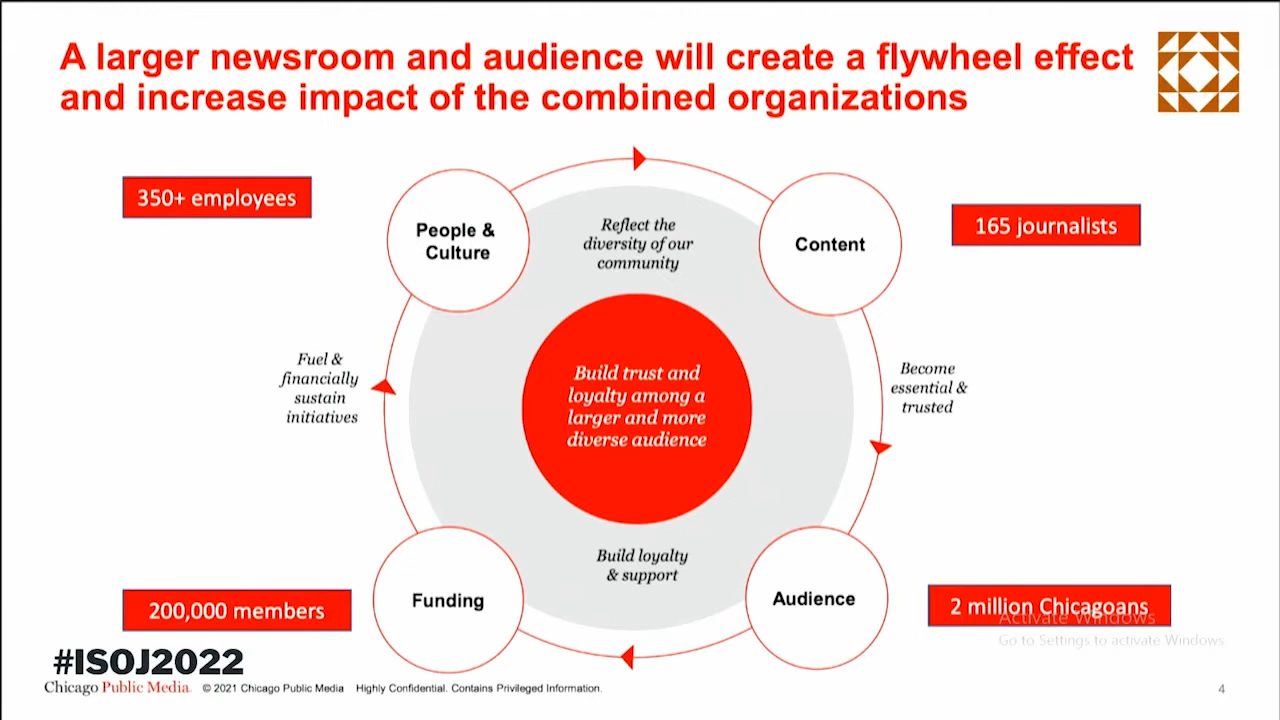 A larger newsroom and audience will create a flywheel effect
and increase impact of the combined organizations
350+ employees
People &
Culture
Reflect the
diversity of our
community
Content
165 journalists
Fuel &
financially
sustain
initiatives
Build trust and
loyalty among a
larger and more
diverse audience
Become
essential &
trusted
Build loyalty
& support
200,000 members
Funding
Audience
2 million Chicagoans
Activate Windows
Go to Settings to activate Windows.
#ISOJ2022
Chicago Public Media. © 2021 Chicago Public Media Highly Confidential. Contains Privileged Information.
4